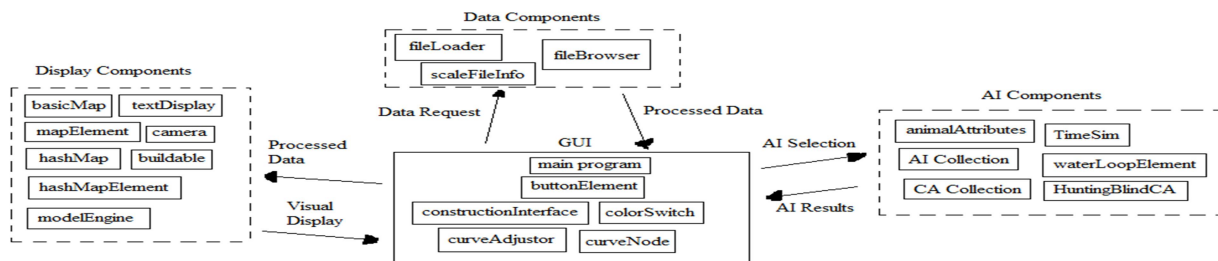 Data Components
fileLoader
fileBrowser
scaleFileInfo
Display Components
basicMap
textDisplay
mapElement
camera
hashMap
buildable
hashMapElement
modelEngine
Data Request
Processed Data
Processed
Data
Visual
Display
GUI
main program
buttonElement
constructionInterface
colorSwitch
curveAdjustor
curveNode
AI Selection
AI Results
AI Components
animalAttributes
TimeSim
AI Collection
waterLoopElement
CA Collection
HuntingBlindCA